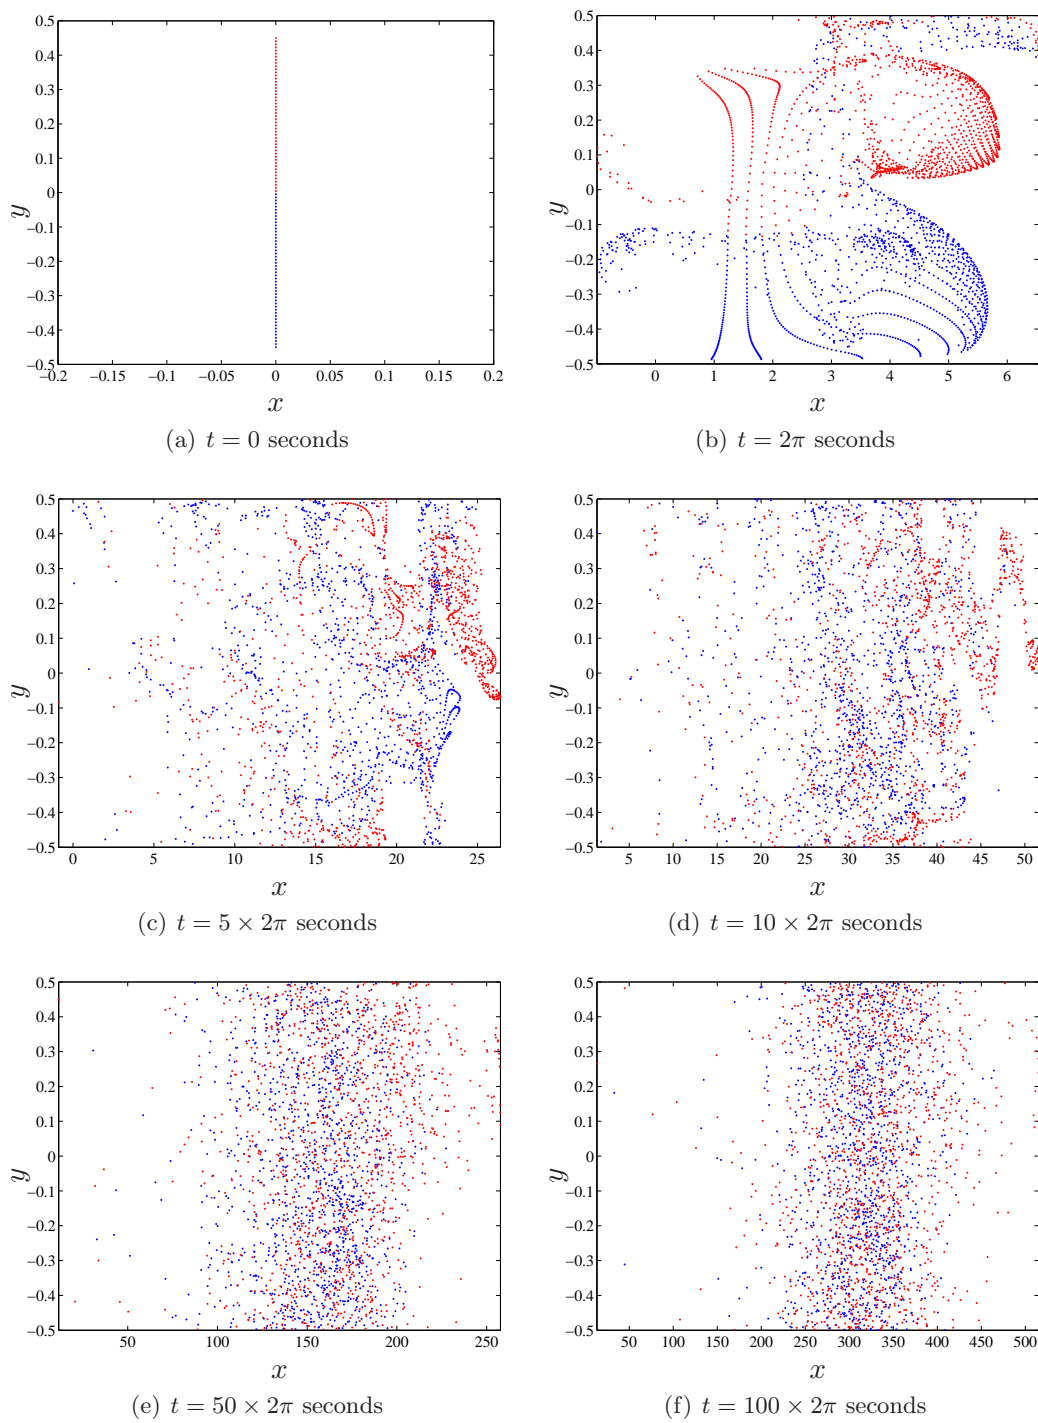 0.5
0.4
0.3
0.2
0.1
0
−0.1
−0.2
−0.3
−0.4
−0.5
y
−0.2 −0.15 −0.1 −0.05 0 0.05 0.1 0.15 0.2
x
(a) t = 0 seconds
0.5
0.4
0.3
0.2
0.1
0
−0.1
−0.2
−0.3
−0.4
−0.5
y
0 1 2 3 4 5 6
x
(b) t = 2π seconds
0.5
0.4
0.3
0.2
0.1
0
−0.1
−0.2
−0.3
−0.4
−0.5
y
0 5 10 15 20 25
x
(c) t = 5 × 2π seconds
0.5
0.4
0.3
0.2
0.1
0
−0.1
−0.2
−0.3
−0.4
−0.5
y
5 10 15 20 25 30 35 40 45 50
x
(d) t = 10 × 2π seconds
0.5
0.4
0.3
0.2
0.1
0
−0.1
−0.2
−0.3
−0.4
−0.5
y
50 100 150 200 250
x
(e) t = 50 × 2π seconds
0.5
0.4
0.3
0.2
0.1
0
−0.1
−0.2
−0.3
−0.4
−0.5
y
50 100 150 200 250 300 350 400 450 500
x
(f) t = 100 × 2π seconds